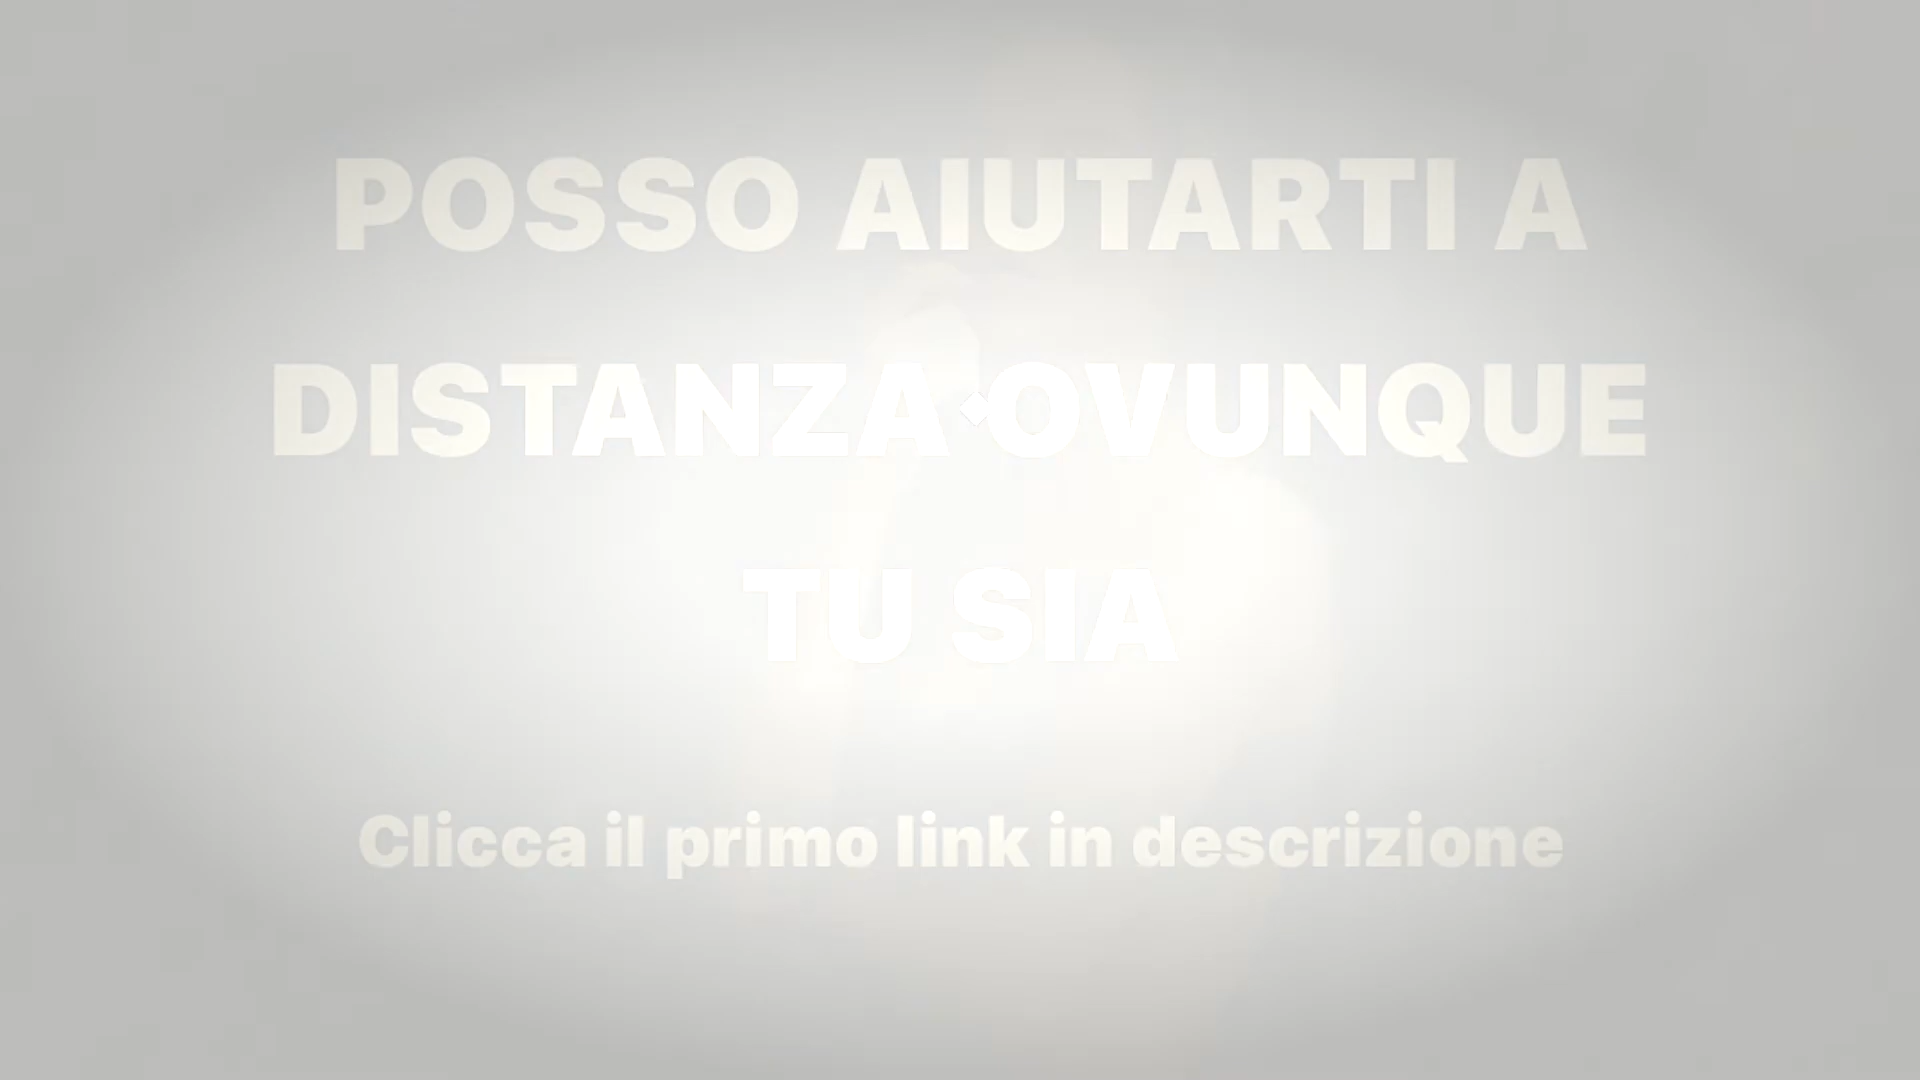 POSSO AIUTARTI A
DISTANZA OVUNQUE
TU SIA
Clicca il primo link in descrizione